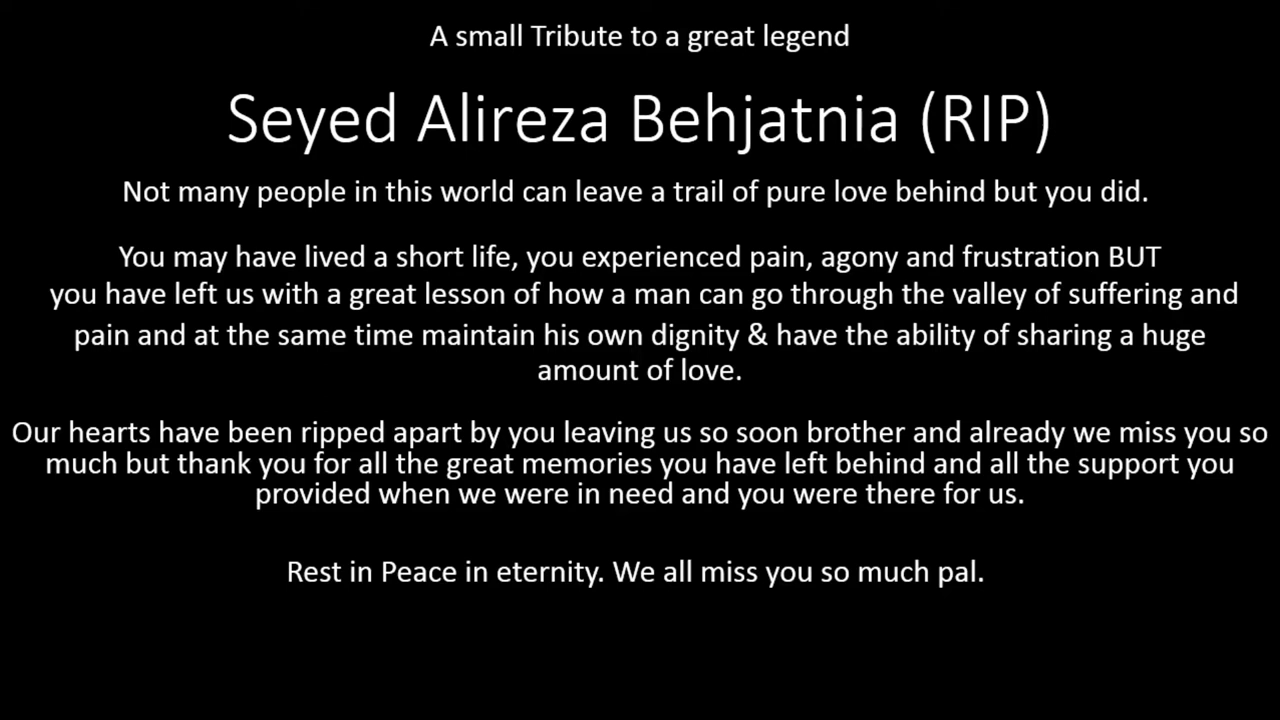 A small Tribute to a great legend
Seyed Alireza Behjatnia (RIP)
Not many people in this world can leave a trail of pure love behind but you did.
You may have lived a short life, you experienced pain, agony and frustration BUT
you have left us with a great lesson of how a man can go through the valley of suffering and
pain and at the same time maintain his own dignity & have the ability of sharing a huge
amount of love.
Our hearts have been ripped apart by you leaving us so soon brother and already we miss you so
much but thank you for all the great memories you have left behind and all the support you
provided when we were in need and you were there for us.
Rest in Peace in eternity. We all miss you so much pal.